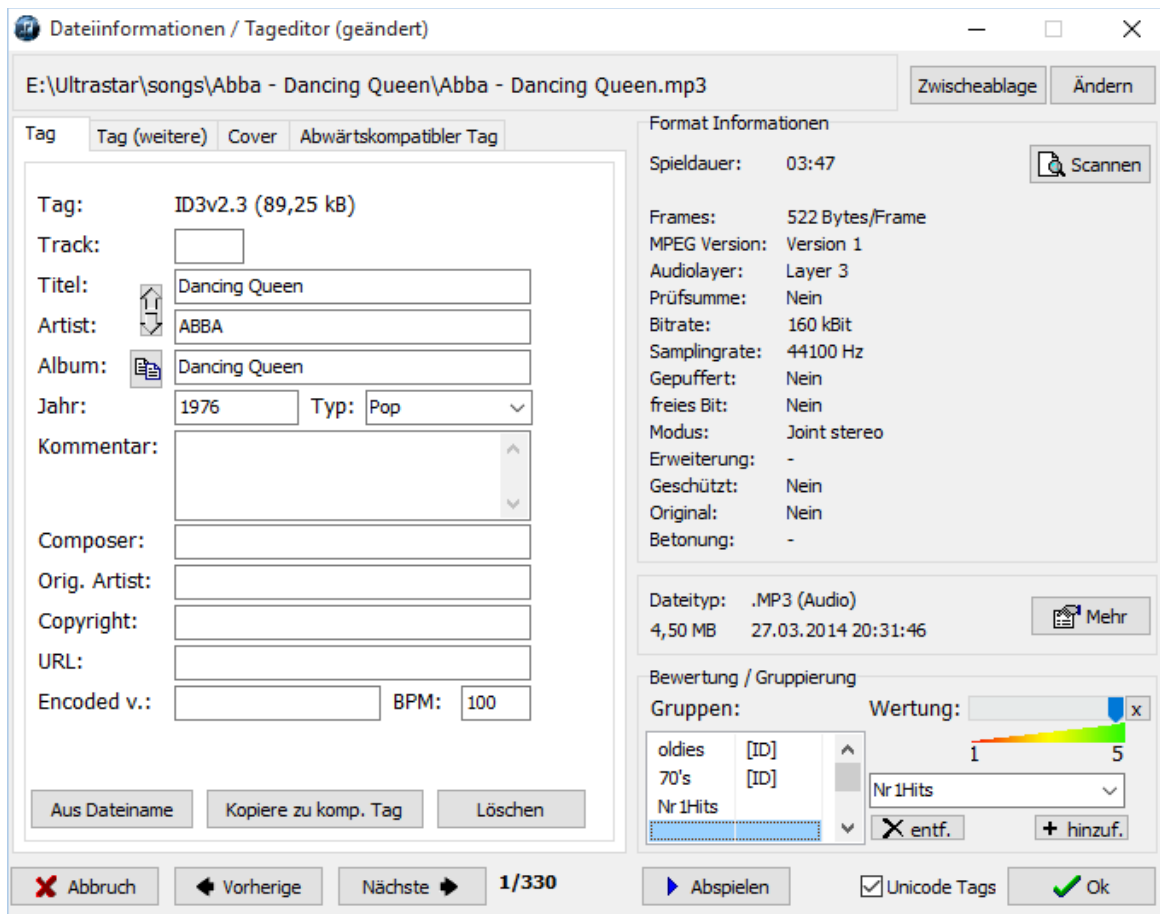 Dateiinformationen / Tageditor (geändert)
E:\Ultrastar\songs\Abba - Dancing Queen\Abba - Dancing Queen.mp3
Zwischeablage
Ändern
Tag
Tag (weitere)
Cover
Abwärtskompatibler Tag
Tag: ID3v2.3 (89,25 kB)
Track:
Titel: Dancing Queen
Artist: ABBA
Album: Dancing Queen
Jahr: 1976 Typ: Pop
Kommentar:
Composer:
Orig. Artist:
Copyright:
URL:
Encoded v.: BPM: 100
Aus Dateiname
Kopiere zu komp. Tag
Löschen
Format Informationen
Spieldauer: 03:47
Scannen
Frames: 522 Bytes/Frame
MPEG Version: Version 1
Audiolayer: Layer 3
Prüfsumme: Nein
Bitrate: 160 kBit
Samplingrate: 44100 Hz
Gepuffert: Nein
freies Bit: Nein
Modus: Joint stereo
Erweiterung: -
Geschützt: Nein
Original: Nein
Betonung: -
Dateityp: .MP3 (Audio)
4,50 MB 27.03.2014 20:31:46
Mehr
Bewertung / Gruppierung
Gruppen:
Wertung: x
1 5
oldies [ID]
70's [ID]
Nr1Hits
Nr1Hits
entf.
+ hinzuf.
Abbruch
Vorherige
Nächste
1/330
Abspielen
Unicode Tags
Ok